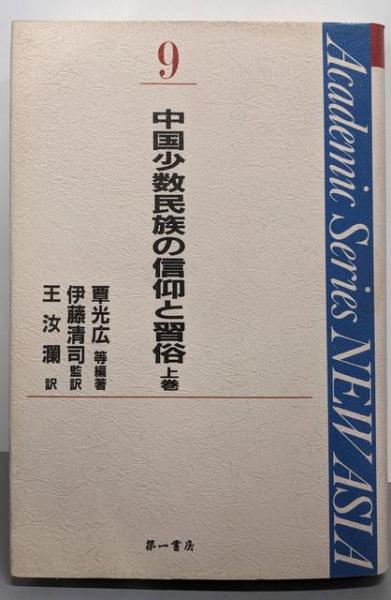 Academic Series NEW ASIA
9
中国少数民族の信仰と習俗 上巻
覃光広 等編著
伊藤清司 監訳
王汝瀾 訳
第一書房